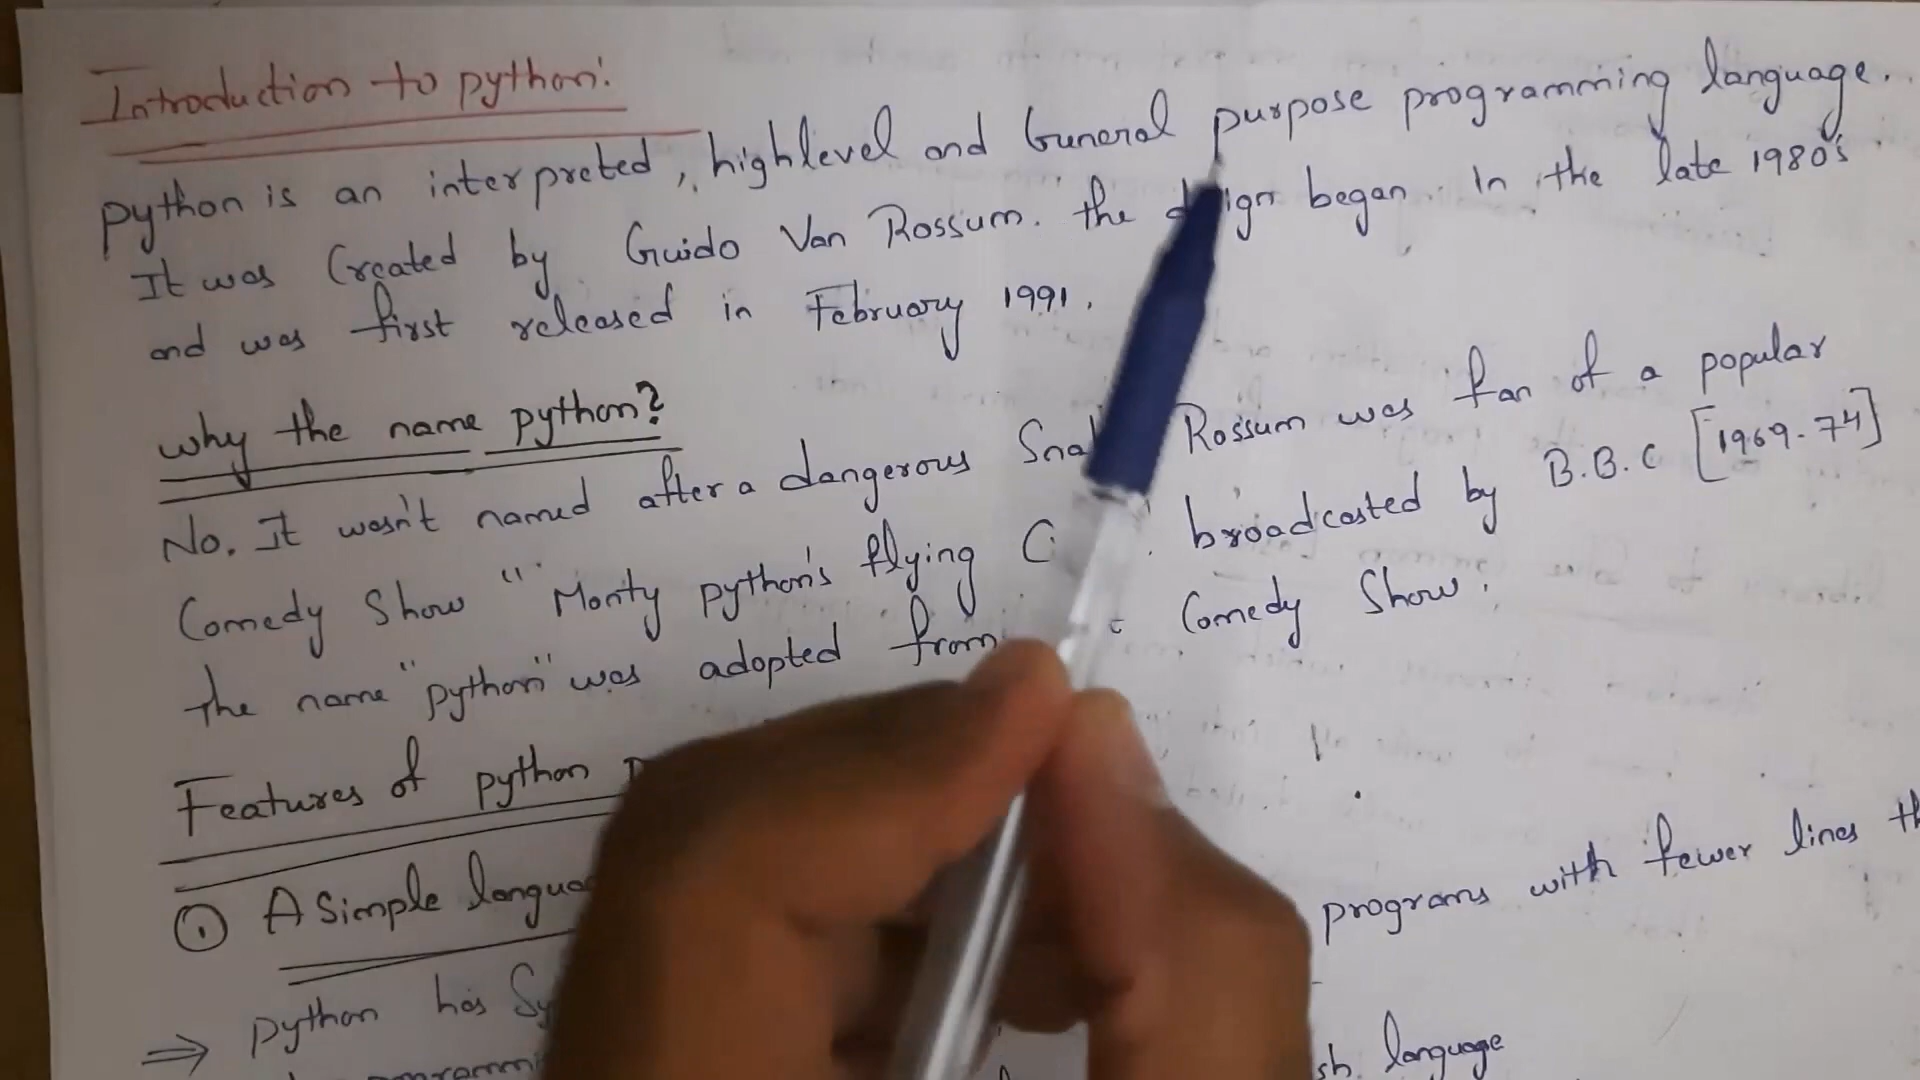 Introduction to python:
python is an interpreted, highlevel and General purpose programming language.
It was Created by Guido Van Rossum. the began In the late 1980's
and was first released in February 1991.
why the name python?
No. It wasn't named after a dangerous Rossum was fan of a popular
Comedy Show "Monty python's flying broadcasted by B.B.C [1969-74]
the name "python" was adopted from Comedy Show.
Features of python
① A Simple
programs with fewer lines
⇒ python has
language